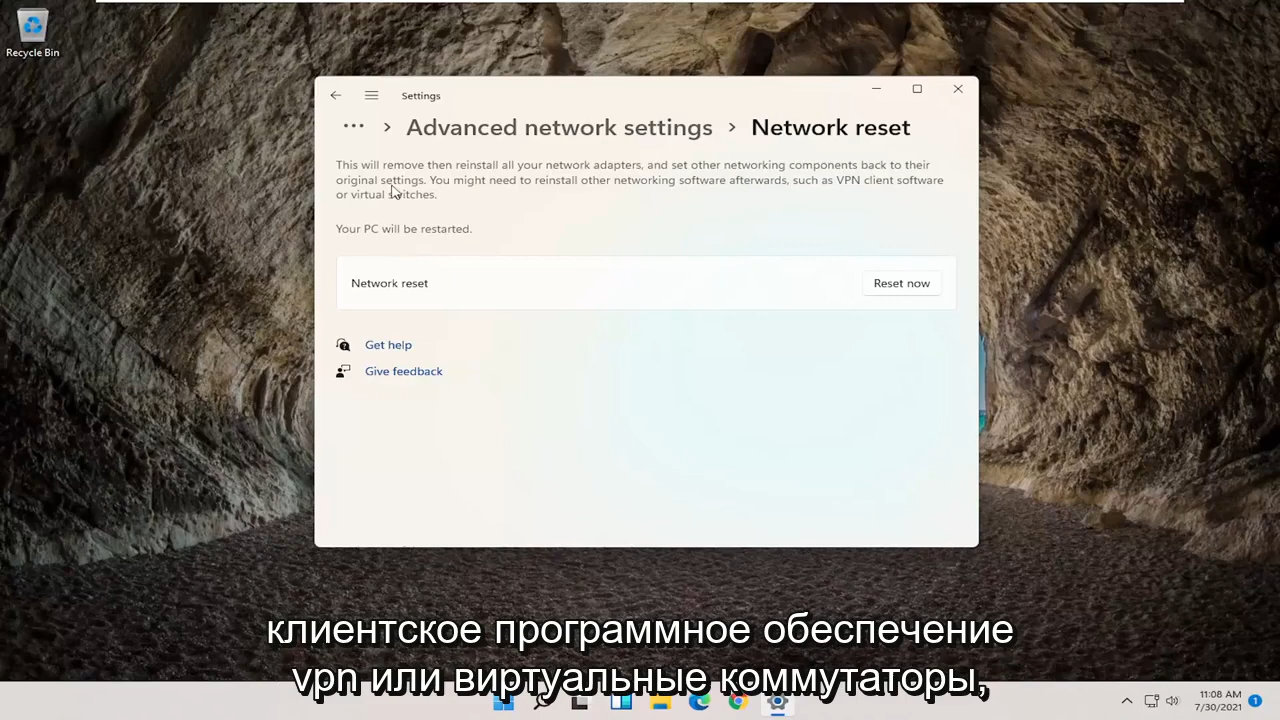 Recycle Bin
Settings
··· > Advanced network settings > Network reset
This will remove then reinstall all your network adapters, and set other networking components back to their
original settings. You might need to reinstall other networking software afterwards, such as VPN client software
or virtual switches.
Your PC will be restarted.
Network reset
Reset now
Get help
Give feedback
клиентское программное обеспечение
vpn или виртуальные коммутаторы,
11:08 AM
7/30/2021
1